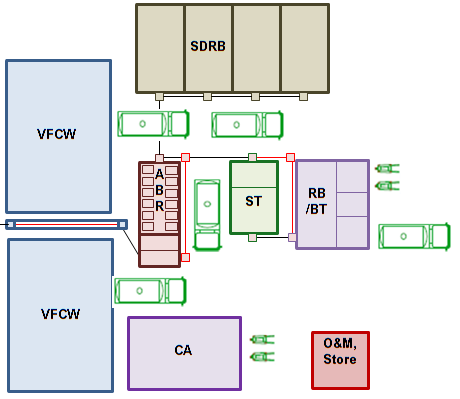 SDRB
VFCW
A
B
R
ST
RB
/BT
VFCW
CA
O&M,
Store